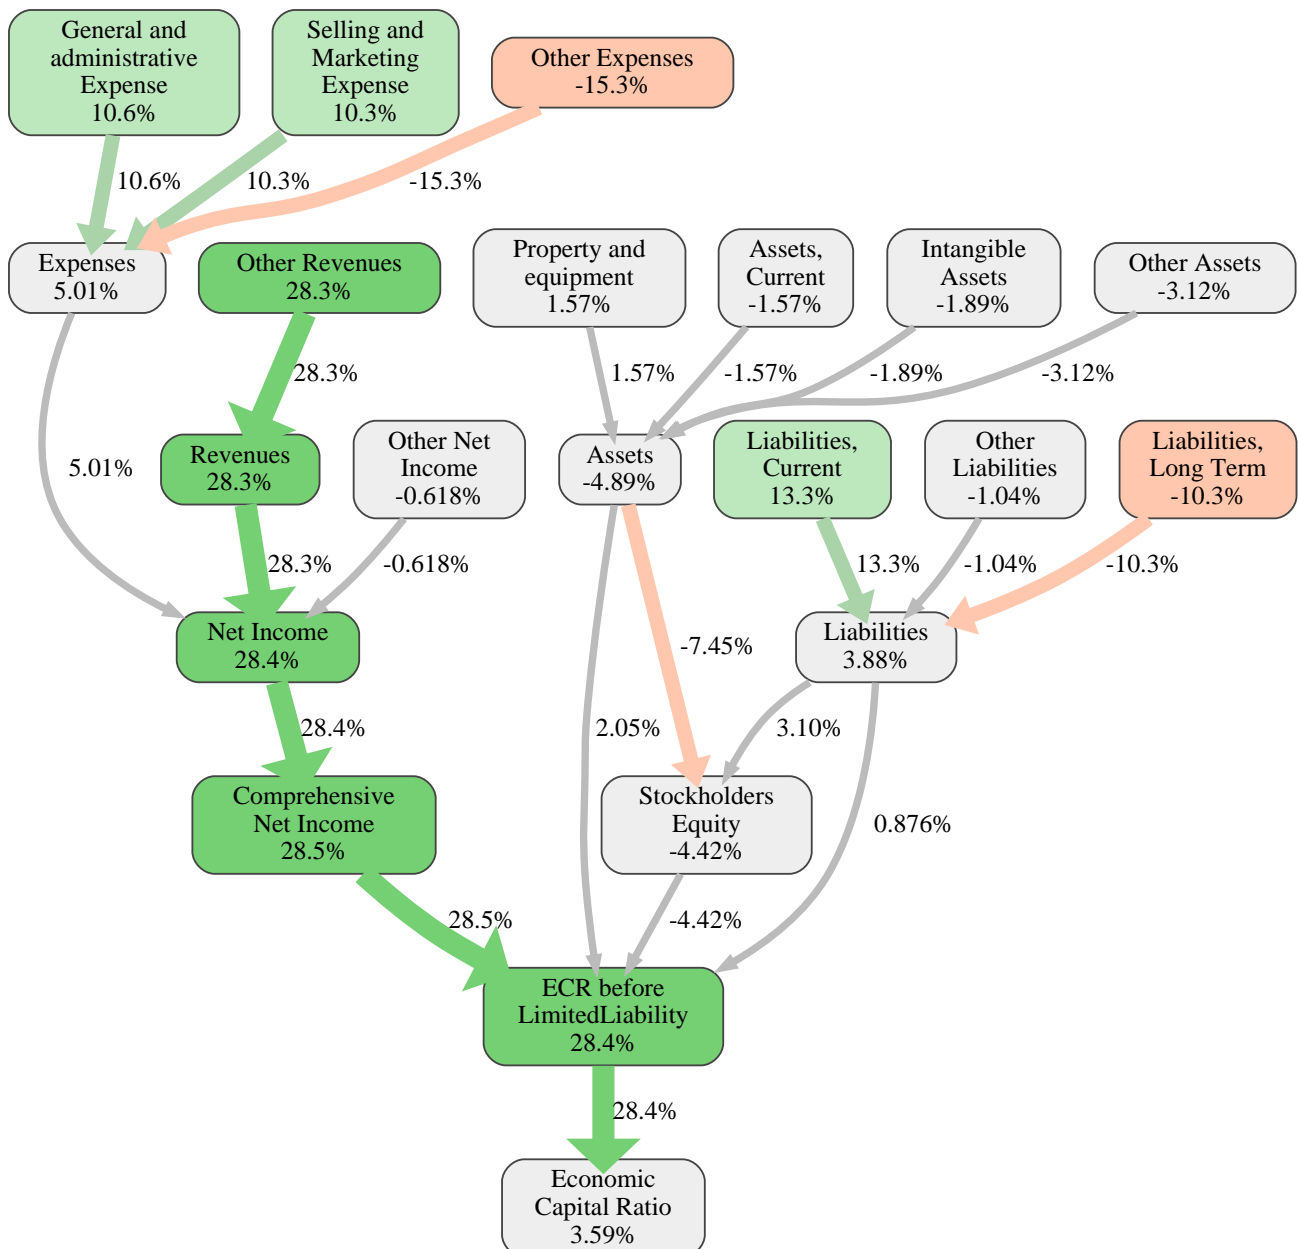 General and
administrative
Expense
10.6%
Selling and
Marketing
Expense
10.3%
Other Expenses
-15.3%
10.6%
10.3%
-15.3%
Expenses
5.01%
Other Revenues
28.3%
Property and
equipment
1.57%
Assets,
Current
-1.57%
Intangible
Assets
-1.89%
Other Assets
-3.12%
28.3%
1.57%
-1.57%
-1.89%
-3.12%
5.01%
Revenues
28.3%
Other Net
Income
-0.618%
Assets
-4.89%
Liabilities,
Current
13.3%
Other
Liabilities
-1.04%
Liabilities,
Long Term
-10.3%
28.3%
-0.618%
13.3%
-1.04%
-10.3%
Net Income
28.4%
-7.45%
Liabilities
3.88%
28.4%
2.05%
3.10%
Comprehensive
Net Income
28.5%
Stockholders
Equity
-4.42%
0.876%
28.5%
-4.42%
ECR before
LimitedLiability
28.4%
28.4%
Economic
Capital Ratio
3.59%